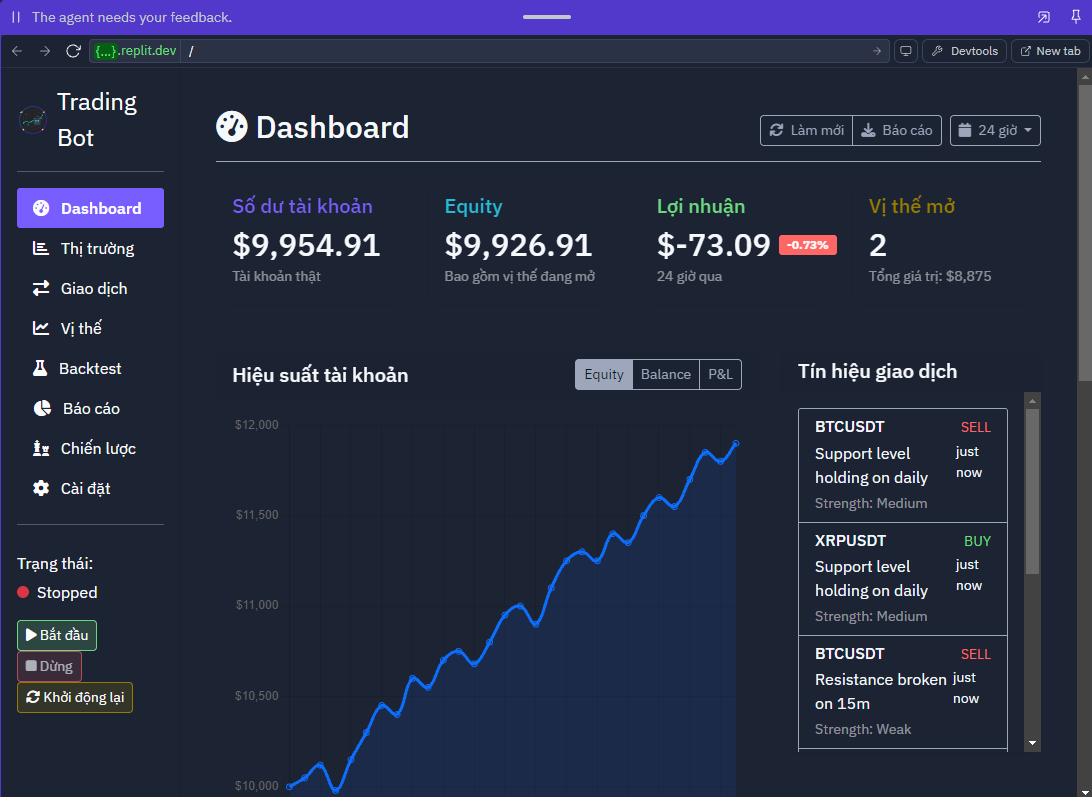 The agent needs your feedback.
{...}.replit.dev /
Devtools
New tab
Trading
Bot
Dashboard
Thị trường
Giao dịch
Vị thế
Backtest
Báo cáo
Chiến lược
Cài đặt
Trạng thái:
Stopped
Bắt đầu
Dừng
Khởi động lại
Dashboard
Làm mới
Báo cáo
24 giờ
Số dư tài khoản
$9,954.91
Tài khoản thật
Equity
$9,926.91
Bao gồm vị thế đang mở
Lợi nhuận
$-73.09 -0.73%
24 giờ qua
Vị thế mở
2
Tổng giá trị: $8,875
Hiệu suất tài khoản
Equity
Balance
P&L
$12,000
$11,500
$11,000
$10,500
$10,000
Tín hiệu giao dịch
BTCUSDT SELL
Support level just
holding on daily now
Strength: Medium
XRPUSDT BUY
Support level just
holding on daily now
Strength: Medium
BTCUSDT SELL
Resistance broken just
on 15m now
Strength: Weak